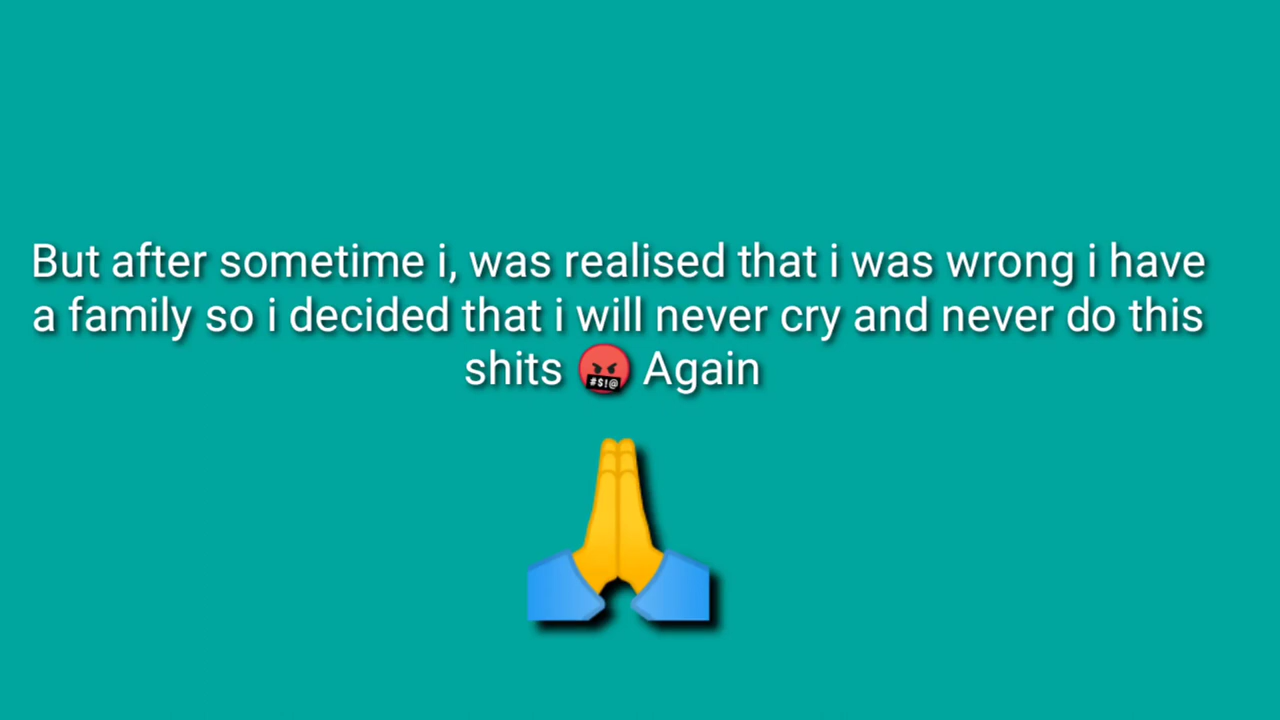 But after sometime i, was realised that i was wrong i have
a family so i decided that i will never cry and never do this
shits 🤬 Again
🙏